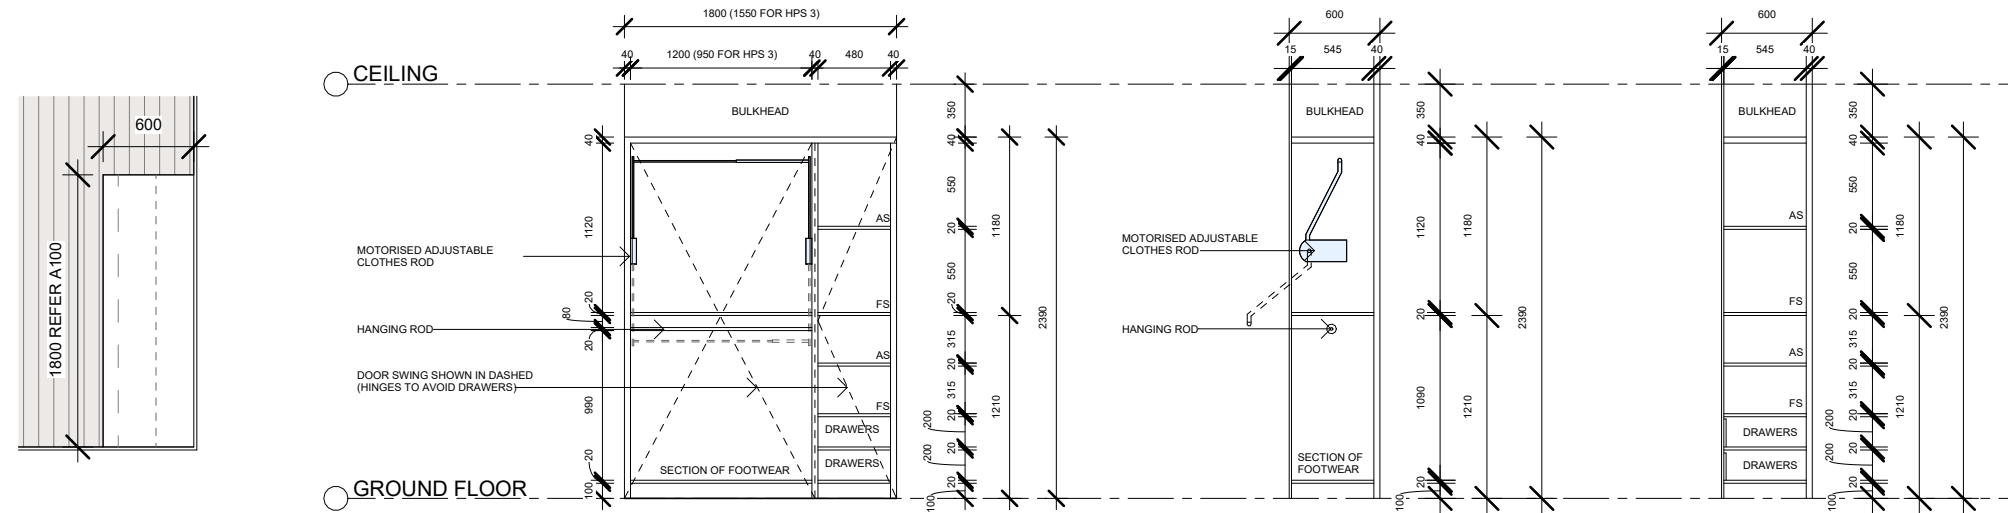 600
1800 REFER A100
CEILING
GROUND FLOOR
1800 (1550 FOR HPS 3)
40
1200 (950 FOR HPS 3)
40
480
40
BULKHEAD
40
1120
20
80
20
990
20
100
MOTORISED ADJUSTABLE
CLOTHES ROD
HANGING ROD
DOOR SWING SHOWN IN DASHED
(HINGES TO AVOID DRAWERS)
AS
FS
AS
FS
DRAWERS
DRAWERS
SECTION OF FOOTWEAR
350
40
550
20
550
20
315
20
315
20
200
20
200
20
100
1180
1210
2390
600
15
545
40
BULKHEAD
MOTORISED ADJUSTABLE
CLOTHES ROD
HANGING ROD
SECTION OF
FOOTWEAR
350
40
1120
20
1090
20
100
1180
1210
2390
600
15
545
40
BULKHEAD
AS
FS
AS
FS
DRAWERS
DRAWERS
350
40
550
20
550
20
315
20
315
20
200
20
200
20
100
1180
1210
2390